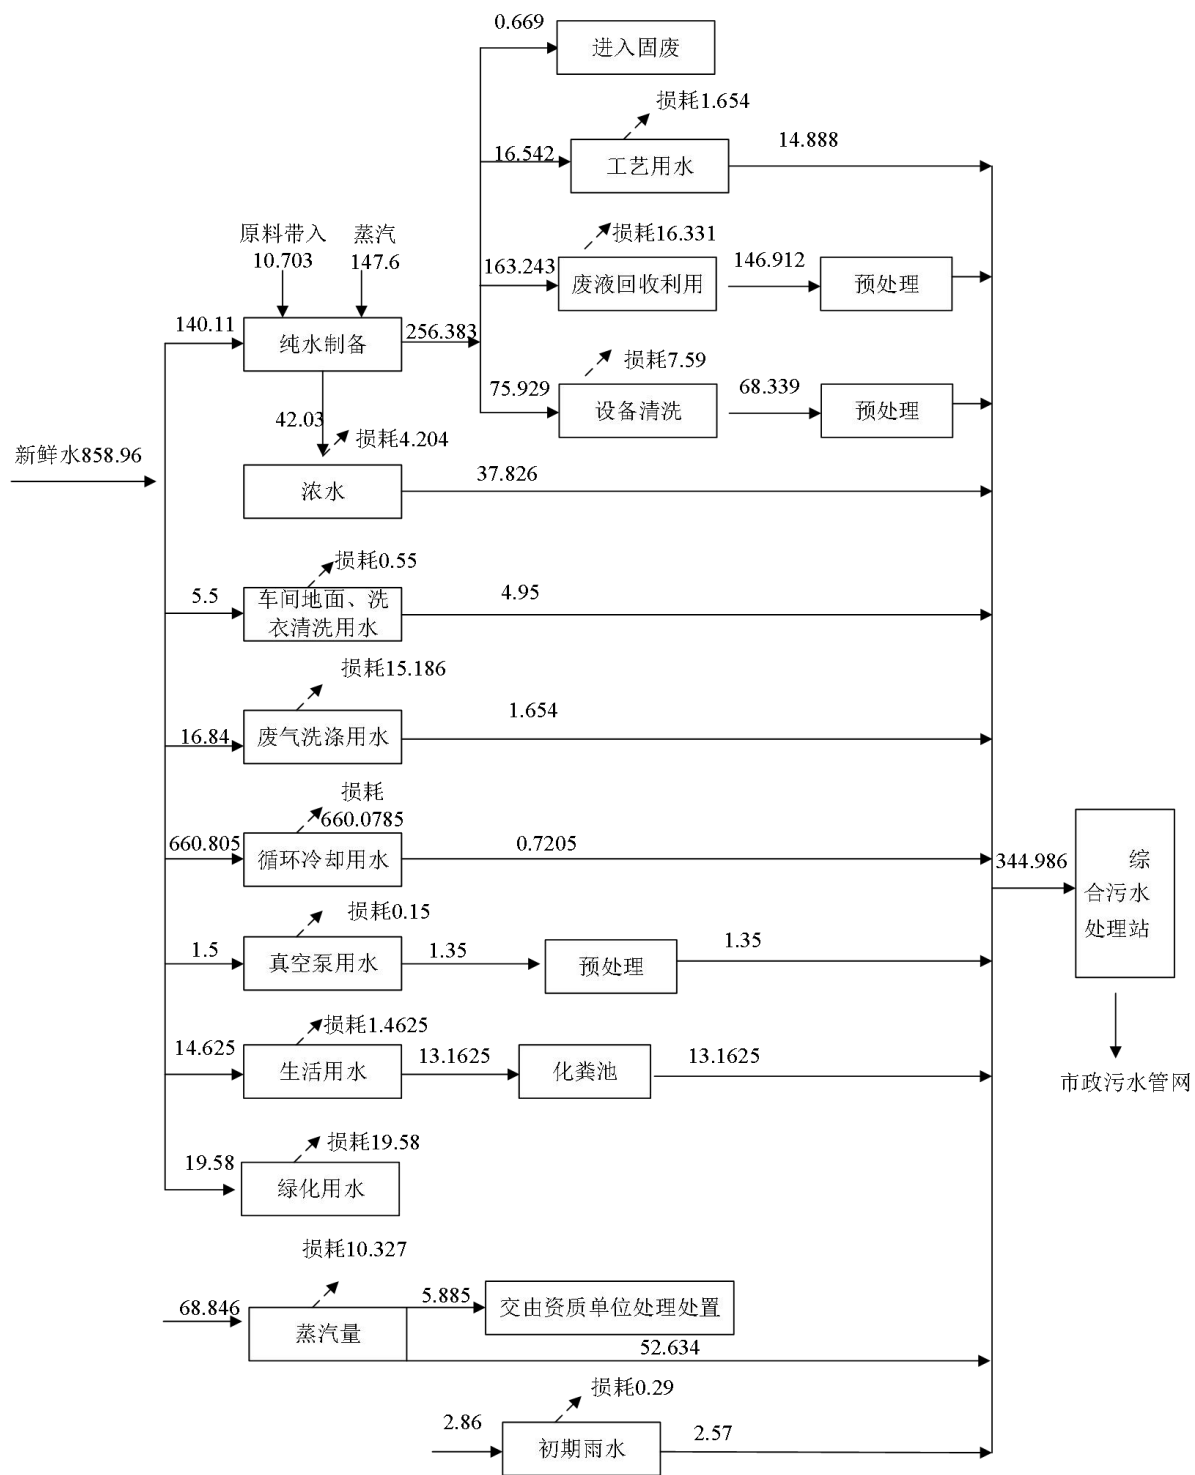 0.669
进入固废
损耗1.654
16.542
工艺用水
14.888
原料带入
10.703
蒸汽
147.6
损耗16.331
163.243
废液回收利用
146.912
预处理
140.11
纯水制备
256.383
损耗7.59
75.929
设备清洗
68.339
预处理
42.03
损耗4.204
新鲜水858.96
浓水
37.826
损耗0.55
5.5
车间地面、洗
衣清洗用水
4.95
损耗15.186
16.84
废气洗涤用水
1.654
损耗
660.0785
660.805
循环冷却用水
0.7205
344.986
综
合污水
处理站
损耗0.15
1.5
真空泵用水
1.35
预处理
1.35
损耗1.4625
14.625
生活用水
13.1625
化粪池
13.1625
市政污水管网
损耗19.58
19.58
绿化用水
损耗10.327
68.846
蒸汽量
5.885
交由资质单位处理处置
52.634
损耗0.29
2.86
初期雨水
2.57